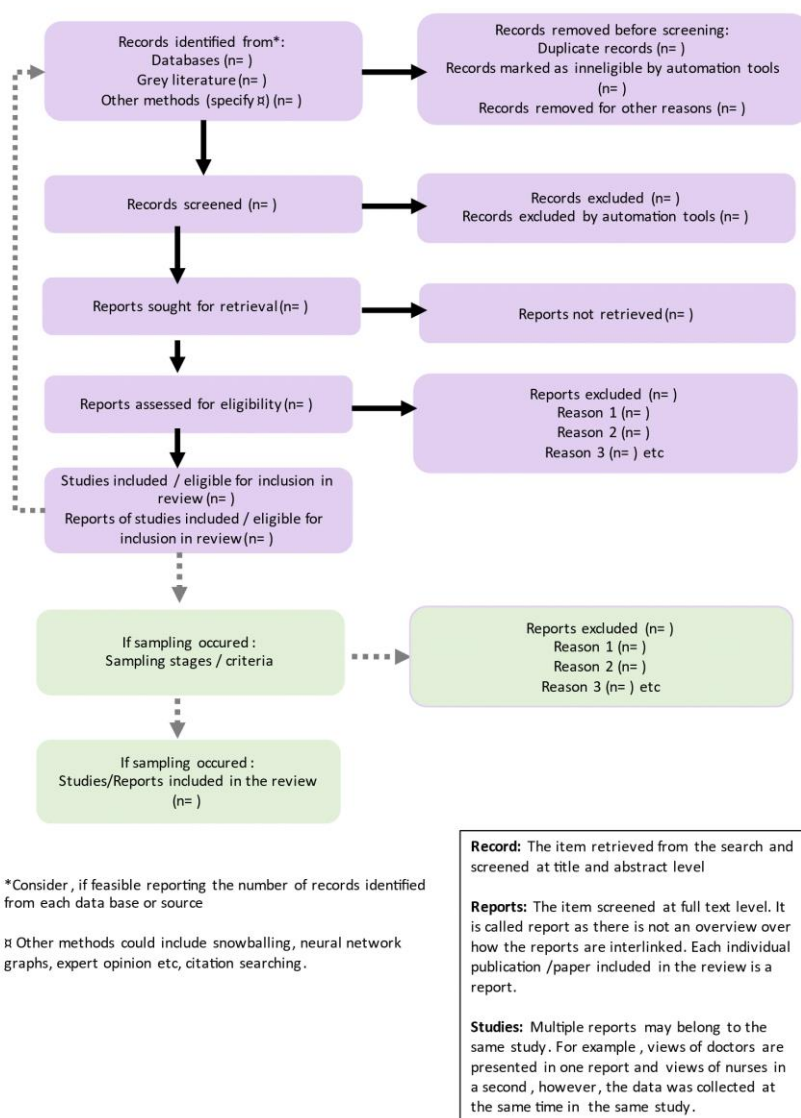 Records identified from*:
Databases (n= )
Grey literature (n= )
Other methods (specify ¤) (n= )
Records removed before screening:
Duplicate records (n= )
Records marked as inneligible by automation tools
(n= )
Records removed for other reasons (n= )
Records screened (n= )
Records excluded (n= )
Records excluded by automation tools (n= )
Reports sought for retrieval (n= )
Reports not retrieved (n= )
Reports assessed for eligibility (n= )
Reports excluded (n= )
Reason 1 (n= )
Reason 2 (n= )
Reason 3 (n= ) etc
Studies included / eligible for inclusion in
review (n= )
Reports of studies included / eligible for
inclusion in review (n= )
If sampling occured :
Sampling stages / criteria
Reports excluded (n= )
Reason 1 (n= )
Reason 2 (n= )
Reason 3 (n= ) etc
If sampling occured :
Studies/Reports included in the review
(n= )
*Consider , if feasible reporting the number of records identified
from each data base or source
¤ Other methods could include snowballing, neural network
graphs, expert opinion etc, citation searching.
Record: The item retrieved from the search and
screened at title and abstract level
Reports: The item screened at full text level. It
is called report as there is not an overview over
how the reports are interlinked. Each individual
publication /paper included in the review is a
report.
Studies: Multiple reports may belong to the
same study. For example , views of doctors are
presented in one report and views of nurses in
a second , however, the data was collected at
the same time in the same study.